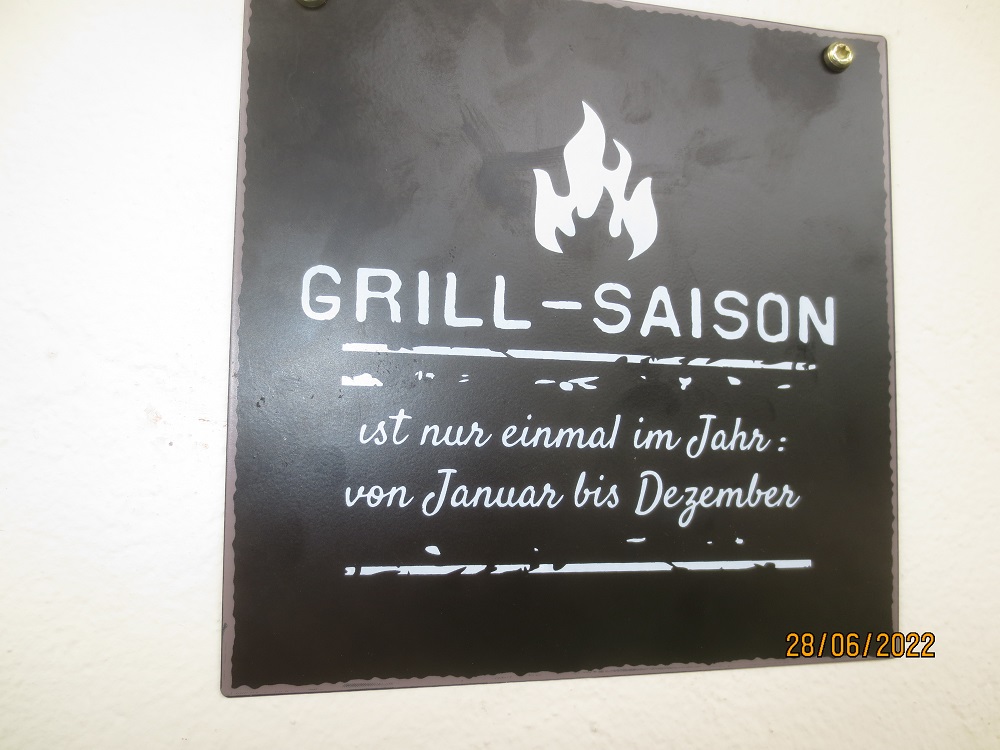 GRILL-SAISON
ist nur einmal im Jahr:
von Januar bis Dezember
28/06/2022